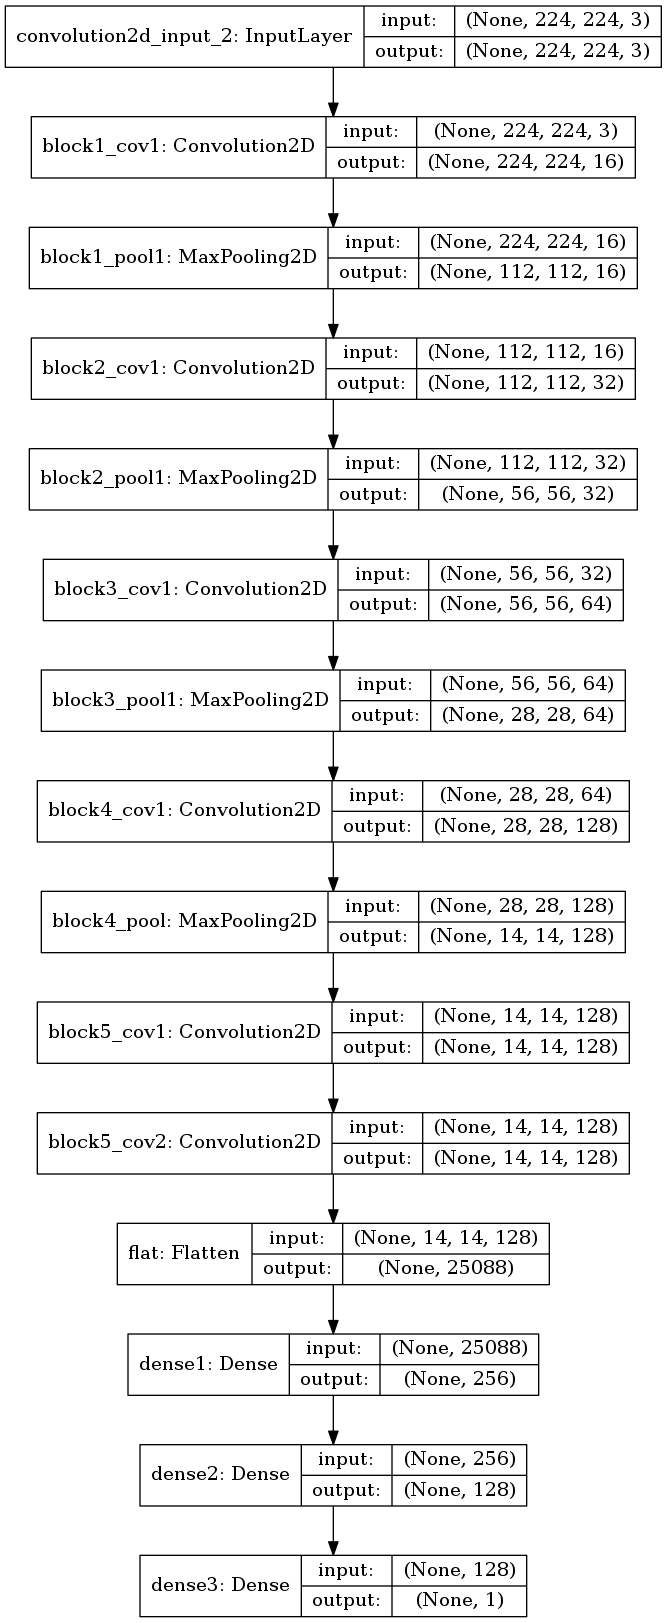 convolution2d_input_2: InputLayer
input: (None, 224, 224, 3)
output: (None, 224, 224, 3)
block1_cov1: Convolution2D
input: (None, 224, 224, 3)
output: (None, 224, 224, 16)
block1_pool1: MaxPooling2D
input: (None, 224, 224, 16)
output: (None, 112, 112, 16)
block2_cov1: Convolution2D
input: (None, 112, 112, 16)
output: (None, 112, 112, 32)
block2_pool1: MaxPooling2D
input: (None, 112, 112, 32)
output: (None, 56, 56, 32)
block3_cov1: Convolution2D
input: (None, 56, 56, 32)
output: (None, 56, 56, 64)
block3_pool1: MaxPooling2D
input: (None, 56, 56, 64)
output: (None, 28, 28, 64)
block4_cov1: Convolution2D
input: (None, 28, 28, 64)
output: (None, 28, 28, 128)
block4_pool: MaxPooling2D
input: (None, 28, 28, 128)
output: (None, 14, 14, 128)
block5_cov1: Convolution2D
input: (None, 14, 14, 128)
output: (None, 14, 14, 128)
block5_cov2: Convolution2D
input: (None, 14, 14, 128)
output: (None, 14, 14, 128)
flat: Flatten
input: (None, 14, 14, 128)
output: (None, 25088)
dense1: Dense
input: (None, 25088)
output: (None, 256)
dense2: Dense
input: (None, 256)
output: (None, 128)
dense3: Dense
input: (None, 128)
output: (None, 1)